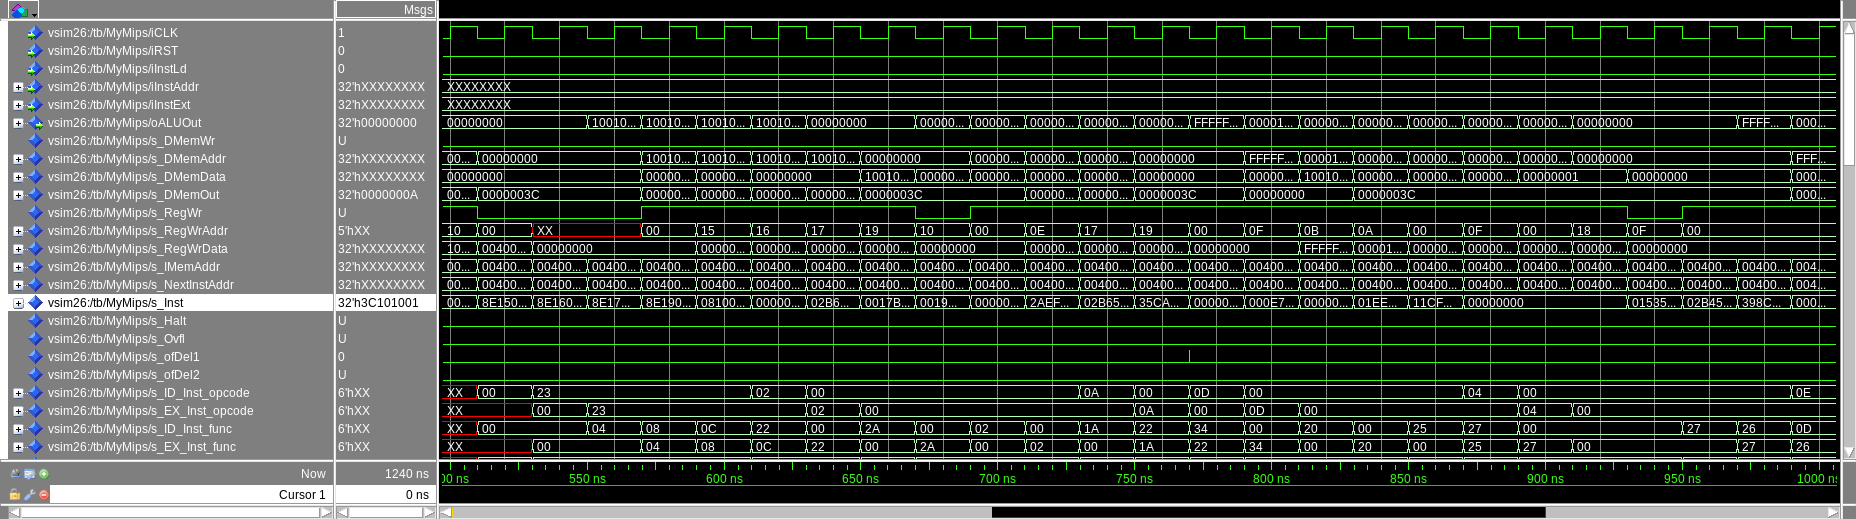 Msgs
vsim26:/tb/MyMips/iCLK 1
vsim26:/tb/MyMips/iRST 0
vsim26:/tb/MyMips/iInstLd 0
vsim26:/tb/MyMips/iInstAddr 32'hXXXXXXXX XXXXXXXX
vsim26:/tb/MyMips/iInstExt 32'hXXXXXXXX XXXXXXXX
vsim26:/tb/MyMips/oALUOut 32'h00000000 00000000 10010... 10010... 10010... 10010... 00000000 00000... 00000... 00000... 00000... 00000... FFFFF... 00001... 00000... 00000... 00000... 00000... 00000000 FFFF... 000...
vsim26:/tb/MyMips/s_DMemWr U
vsim26:/tb/MyMips/s_DMemAddr 32'hXXXXXXXX 00... 00000000 10010... 10010... 10010... 10010... 00000000 00000... 00000... 00000... 00000000 FFFFF... 00001... 00000... 00000... 00000... 00000... 00000000 FFF...
vsim26:/tb/MyMips/s_DMemData 32'hXXXXXXXX 00000000 00000... 00000... 00000000 10010... 00000... 00000... 00000... 00000... 00000000 00000... 10010... 00000... 00000... 00000... 00000001 00000000 000...
vsim26:/tb/MyMips/s_DMemOut 32'h0000000A 00... 0000003C 00000... 00000... 00000... 00000... 0000003C 00000... 00000... 0000003C 00000000 0000003C 000...
vsim26:/tb/MyMips/s_RegWr U
vsim26:/tb/MyMips/s_RegWrAddr 5'hXX 10 00 XX 00 15 16 17 19 10 00 0E 17 19 00 0F 0B 0A 00 0F 00 18 0F 00
vsim26:/tb/MyMips/s_RegWrData 32'hXXXXXXXX 10... 00400... 00000000 00000... 00000... 00000... 00000... 00000000 00000... 00000... 00000... 00000000 FFFFF... 00001... 00000... 00000... 00000... 00000... 00000000
vsim26:/tb/MyMips/s_IMemAddr 32'hXXXXXXXX 00... 00400... 00400... 00400... 00400... 00400... 00400... 00400... 00400... 00400... 00400... 00400... 00400... 00400... 00400... 00400... 00400... 00400... 00400... 00400... 00400... 00400... 00400... 00400... 00400... 004...
vsim26:/tb/MyMips/s_NextInstAddr 32'hXXXXXXXX 00... 00400... 00400... 00400... 00400... 00400... 00400... 00400... 00400... 00400... 00400... 00400... 00400... 00400... 00400... 00400... 00400... 00400... 00400... 00400... 00400... 00400... 00400... 00400... 00400... 004...
vsim26:/tb/MyMips/s_Inst 32'h3C101001 00... 8E150... 8E160... 8E17... 8E190... 08100... 00000... 02B6... 0017B... 0019... 00000... 2AEF... 02B65... 35CA... 00000... 000E7... 00000... 01EE... 11CF... 00000000 01535... 02B45... 398C... 000...
vsim26:/tb/MyMips/s_Halt U
vsim26:/tb/MyMips/s_Ovfl U
vsim26:/tb/MyMips/s_ofDel1 0
vsim26:/tb/MyMips/s_ofDel2 U
vsim26:/tb/MyMips/s_ID_Inst_opcode 6'hXX XX 00 23 02 00 0A 00 0D 00 04 00 0E
vsim26:/tb/MyMips/s_EX_Inst_opcode 6'hXX XX 00 23 02 00 0A 00 0D 00 04 00
vsim26:/tb/MyMips/s_ID_Inst_func 6'hXX XX 00 04 08 0C 22 00 2A 00 02 00 1A 22 34 00 20 00 25 27 00 27 26 0D
vsim26:/tb/MyMips/s_EX_Inst_func 6'hXX XX 00 04 08 0C 22 00 2A 00 02 00 1A 22 34 00 20 00 25 27 00 27 26
Now 1240 ns 00 ns 550 ns 600 ns 650 ns 700 ns 750 ns 800 ns 850 ns 900 ns 950 ns 1000 n
Cursor 1 0 ns